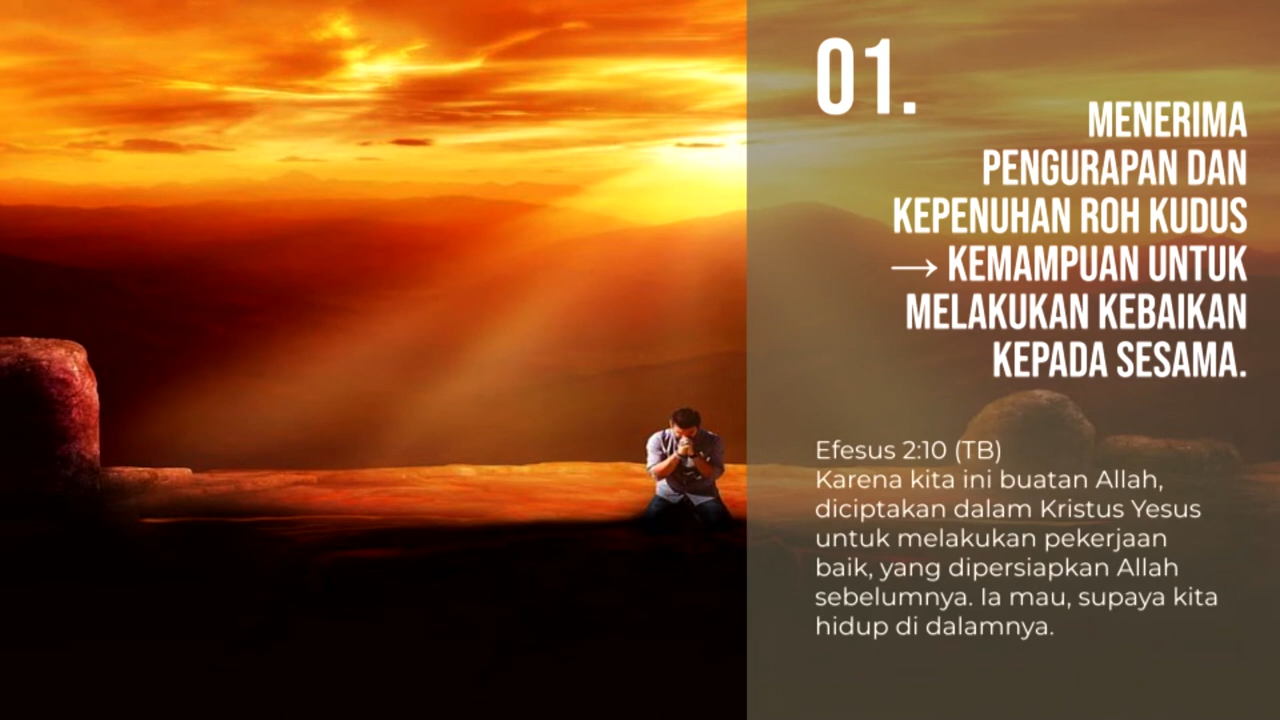 01.
MENERIMA
PENGURAPAN DAN
KEPENUHAN ROH KUDUS
→ KEMAMPUAN UNTUK
MELAKUKAN KEBAIKAN
KEPADA SESAMA.
Efesus 2:10 (TB)
Karena kita ini buatan Allah,
diciptakan dalam Kristus Yesus
untuk melakukan pekerjaan
baik, yang dipersiapkan Allah
sebelumnya. Ia mau, supaya kita
hidup di dalamnya.